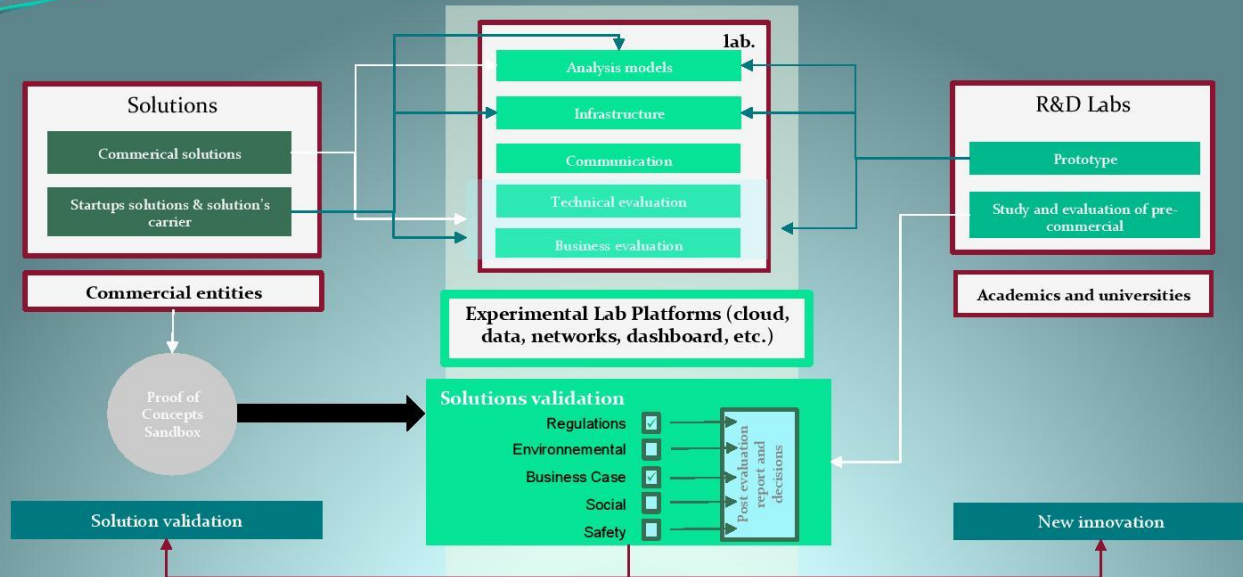 lab.
Analysis models
Infrastructure
Communication
Technical evaluation
Business evaluation
Solutions
Commerical solutions
Startups solutions & solution's
carrier
Commercial entities
R&D Labs
Prototype
Study and evaluation of pre-
commercial
Academics and universities
Experimental Lab Platforms (cloud,
data, networks, dashboard, etc.)
Proof of
Concepts
Sandbox
Solutions validation
Regulations
Environnemental
Business Case
Social
Safety
Post evaluation
report and
decisions
Solution validation
New innovation